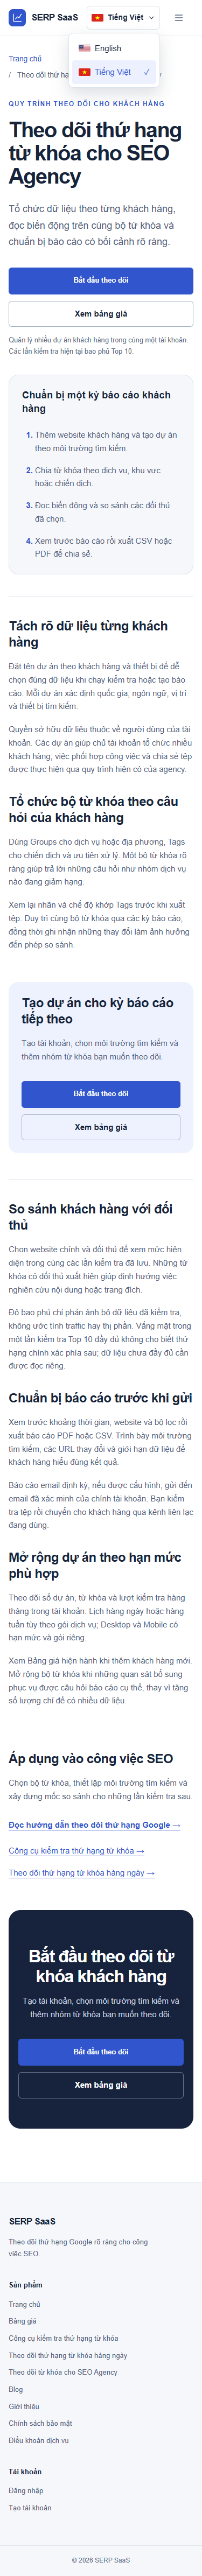 SERP SaaS
Tiếng Việt
English
Tiếng Việt ✓
Trang chủ
/ Theo dõi thứ hạ
Y
QUY TRÌNH THEO DÕI CHO KHÁCH HÀNG
Theo dõi thứ hạng
từ khóa cho SEO
Agency
Tổ chức dữ liệu theo từng khách hàng,
đọc biến động trên cùng bộ từ khóa và
chuẩn bị báo cáo có bối cảnh rõ ràng.
Bắt đầu theo dõi
Xem bảng giá
Quản lý nhiều dự án khách hàng trong cùng một tài khoản.
Các lần kiểm tra hiện tại bao phủ Top 10.
Chuẩn bị một kỳ báo cáo khách
hàng
1. Thêm website khách hàng và tạo dự án
theo môi trường tìm kiếm.
2. Chia từ khóa theo dịch vụ, khu vực
hoặc chiến dịch.
3. Đọc biến động và so sánh các đối thủ
đã chọn.
4. Xem trước báo cáo rồi xuất CSV hoặc
PDF để chia sẻ.
Tách rõ dữ liệu từng khách
hàng
Đặt tên dự án theo khách hàng và thiết bị để dễ
chọn đúng dữ liệu khi chạy kiểm tra hoặc tạo báo
cáo. Mỗi dự án xác định quốc gia, ngôn ngữ, vị trí
và thiết bị tìm kiếm.
Quyền sở hữu dữ liệu thuộc về người dùng của tài
khoản. Các dự án giúp chủ tài khoản tổ chức nhiều
khách hàng; việc phối hợp công việc và chia sẻ tệp
được thực hiện qua quy trình hiện có của agency.
Tổ chức bộ từ khóa theo câu
hỏi của khách hàng
Dùng Groups cho dịch vụ hoặc địa phương, Tags
cho chiến dịch và ưu tiên xử lý. Một bộ từ khóa rõ
ràng giúp trả lời những câu hỏi như nhóm dịch vụ
nào đang giảm hạng.
Xem lại nhãn và chế độ khớp Tags trước khi xuất
tệp. Duy trì cùng bộ từ khóa qua các kỳ báo cáo,
đồng thời ghi nhận những thay đổi làm ảnh hưởng
đến phép so sánh.
Tạo dự án cho kỳ báo cáo
tiếp theo
Tạo tài khoản, chọn môi trường tìm kiếm và
thêm nhóm từ khóa bạn muốn theo dõi.
Bắt đầu theo dõi
Xem bảng giá
So sánh khách hàng với đối
thủ
Chọn website chính và đối thủ để xem mức hiện
diện trong cùng các lần kiểm tra đã lưu. Những từ
khóa có đối thủ xuất hiện giúp định hướng việc
nghiên cứu nội dung hoặc trang đích.
Độ bao phủ chỉ phản ánh bộ dữ liệu đã kiểm tra,
không ước tính traffic hay thị phần. Vắng mặt trong
một lần kiểm tra Top 10 đầy đủ không cho biết thứ
hạng chính xác phía sau; dữ liệu chưa đầy đủ cần
được đọc riêng.
Chuẩn bị báo cáo trước khi gửi
Xem trước khoảng thời gian, website và bộ lọc rồi
xuất báo cáo PDF hoặc CSV. Trình bày môi trường
tìm kiếm, các URL thay đổi và giới hạn dữ liệu để
khách hàng hiểu đúng kết quả.
Báo cáo email định kỳ, nếu được cấu hình, gửi đến
email đã xác minh của chính tài khoản. Bạn kiểm
tra tệp rồi chuyển cho khách hàng qua kênh liên lạc
đang dùng.
Mở rộng dự án theo hạn mức
phù hợp
Theo dõi số dự án, từ khóa và lượt kiểm tra hàng
tháng trong tài khoản. Lịch hàng ngày hoặc hàng
tuần tùy theo gói dịch vụ; Desktop và Mobile có
hạn mức và gói riêng.
Xem Bảng giá hiện hành khi thêm khách hàng mới.
Mở rộng bộ từ khóa khi những quan sát bổ sung
phục vụ được câu hỏi báo cáo cụ thể, thay vì tăng
số lượng chỉ để có nhiều dữ liệu.
Áp dụng vào công việc SEO
Chọn bộ từ khóa, thiết lập môi trường tìm kiếm và
xây dựng mốc so sánh cho những lần kiểm tra sau.
Đọc hướng dẫn theo dõi thứ hạng Google →
Công cụ kiểm tra thứ hạng từ khóa →
Theo dõi thứ hạng từ khóa hàng ngày →
Bắt đầu theo dõi từ
khóa khách hàng
Tạo tài khoản, chọn môi trường tìm kiếm và
thêm nhóm từ khóa bạn muốn theo dõi.
Bắt đầu theo dõi
Xem bảng giá
SERP SaaS
Theo dõi thứ hạng Google rõ ràng cho công
việc SEO.
Sản phẩm
Trang chủ
Bảng giá
Công cụ kiểm tra thứ hạng từ khóa
Theo dõi thứ hạng từ khóa hàng ngày
Theo dõi từ khóa cho SEO Agency
Blog
Giới thiệu
Chính sách bảo mật
Điều khoản dịch vụ
Tài khoản
Đăng nhập
Tạo tài khoản
© 2026 SERP SaaS